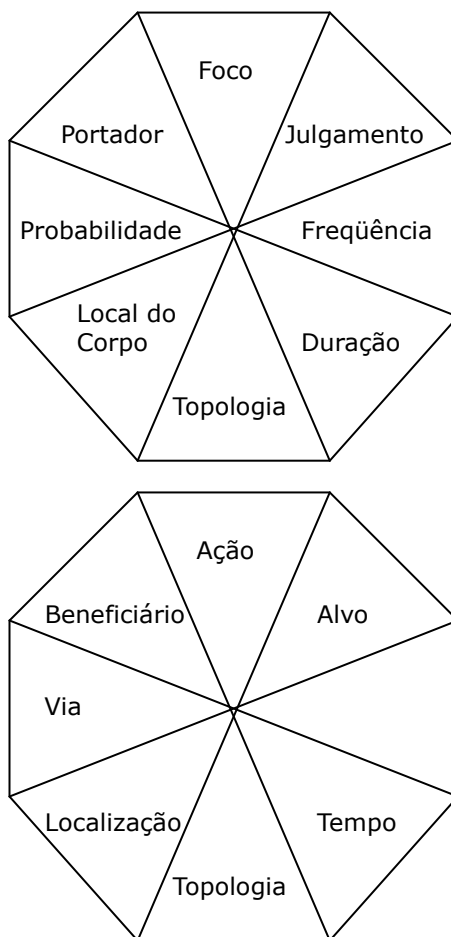 Foco
Portador
Julgamento
Probabilidade
Freqüência
Local do
Corpo
Duração
Topologia
Ação
Beneficiário
Alvo
Via
Localização
Tempo
Topologia